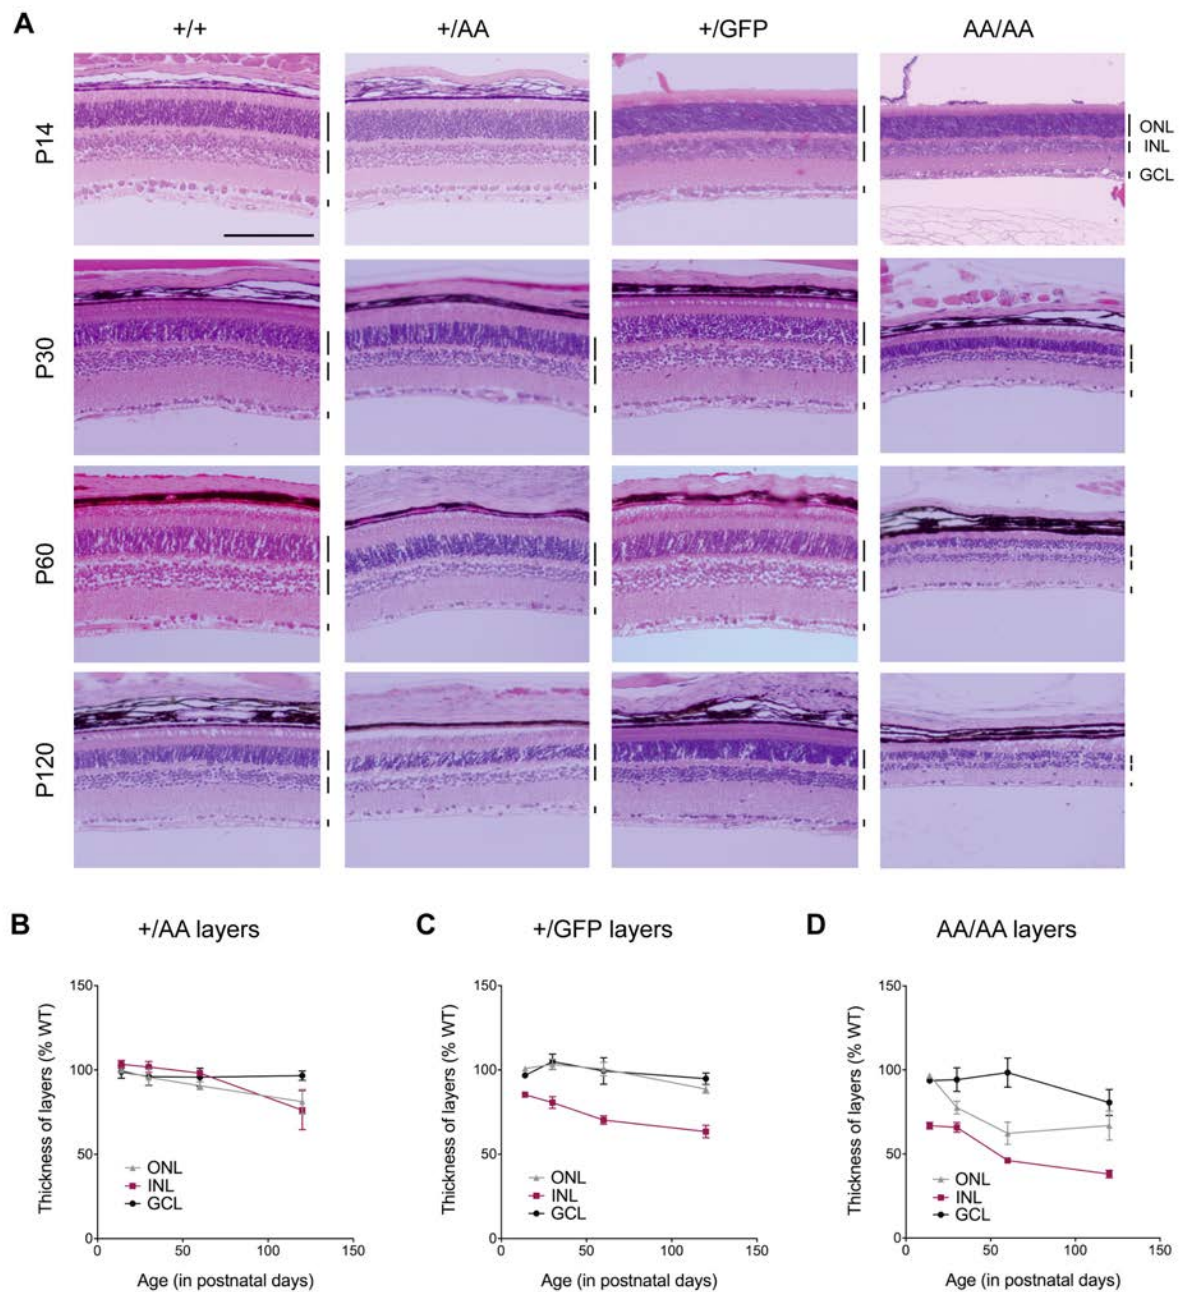 A
+/+
+/AA
+/GFP
AA/AA
P14
ONL
INL
GCL
P30
P60
P120
B
+/AA layers
Thickness of layers (% WT)
150
100
50
0
ONL
INL
GCL
0
50
100
150
Age (in postnatal days)
C
+/GFP layers
Thickness of layers (% WT)
150
100
50
0
ONL
INL
GCL
0
50
100
150
Age (in postnatal days)
D
AA/AA layers
Thickness of layers (% WT)
150
100
50
0
ONL
INL
GCL
0
50
100
150
Age (in postnatal days)